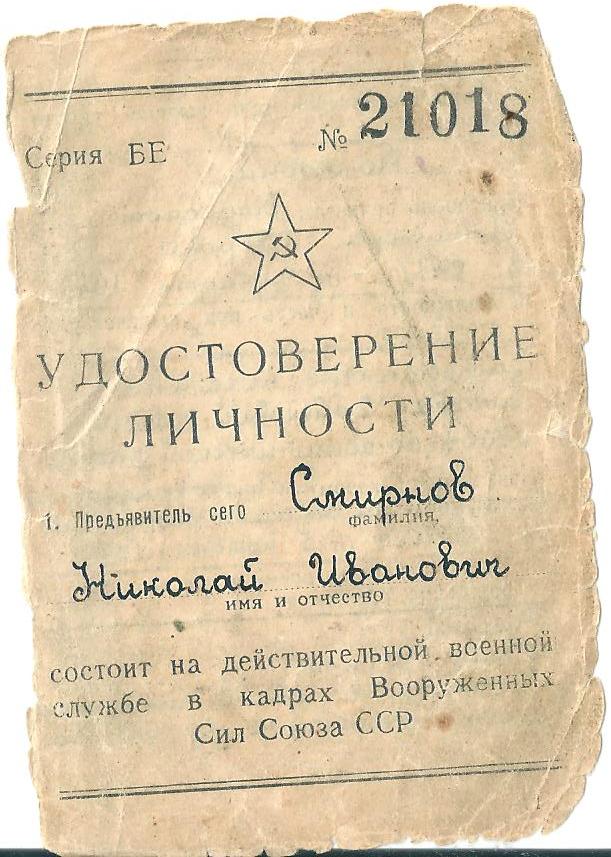 Серия БЕ № 21018
УДОСТОВЕРЕНИЕ
ЛИЧНОСТИ
1. Предъявитель сего Смирнов
фамилия,
Николай Иванович
имя и отчество
состоит на действительной военной
службе в кадрах Вооруженных
Сил Союза ССР